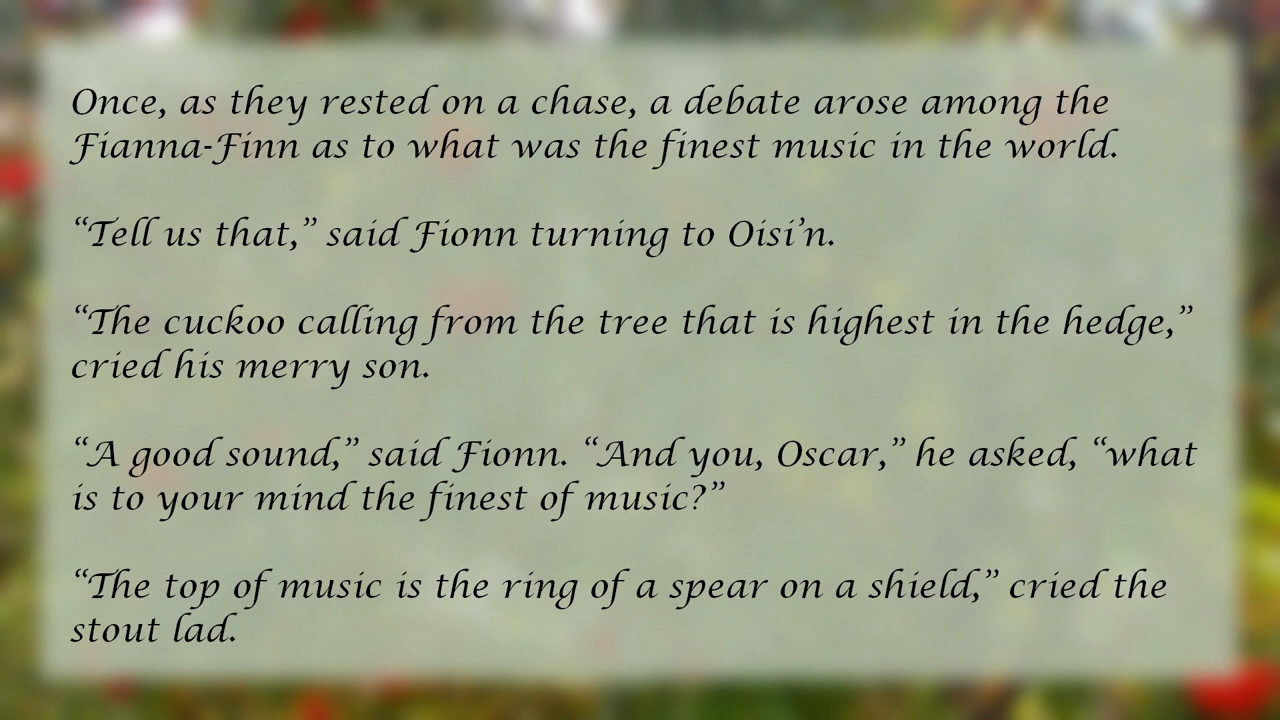 Once, as they rested on a chase, a debate arose among the
Fianna-Finn as to what was the finest music in the world.
“Tell us that,” said Fionn turning to Oisi’n.
“The cuckoo calling from the tree that is highest in the hedge,”
cried his merry son.
“A good sound,” said Fionn. “And you, Oscar,” he asked, “what
is to your mind the finest of music?”
“The top of music is the ring of a spear on a shield,” cried the
stout lad.